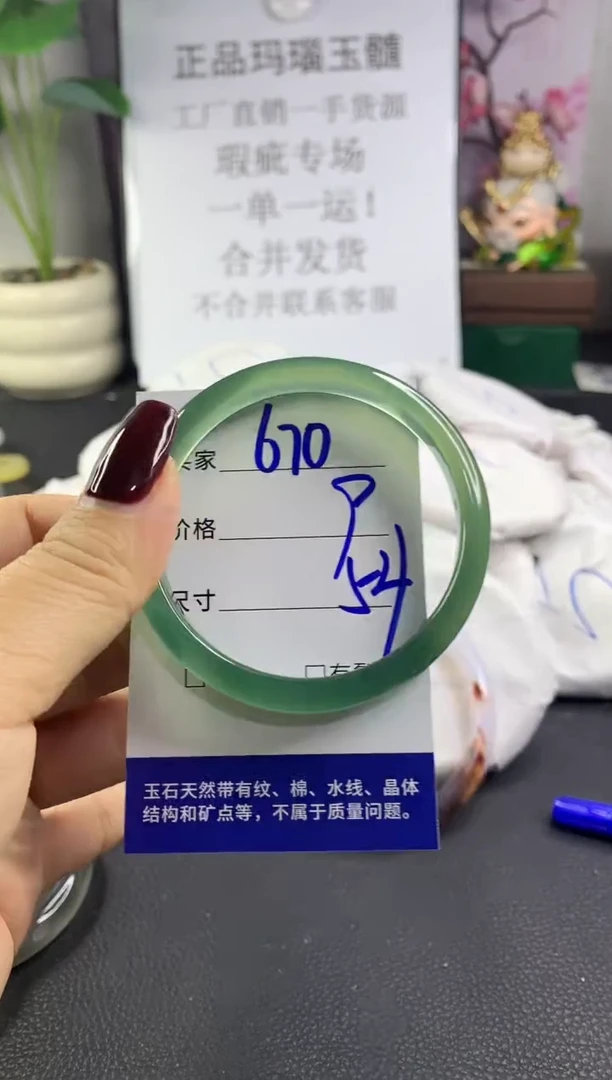 正品玛瑙玉髓
工厂直销一手货源
瑕疵专场
一单一运！
合并发货
不合并联系客服
家 670
价格
尺寸 54
玉石天然带有纹、棉、水线、晶体
结构和矿点等，不属于质量问题。